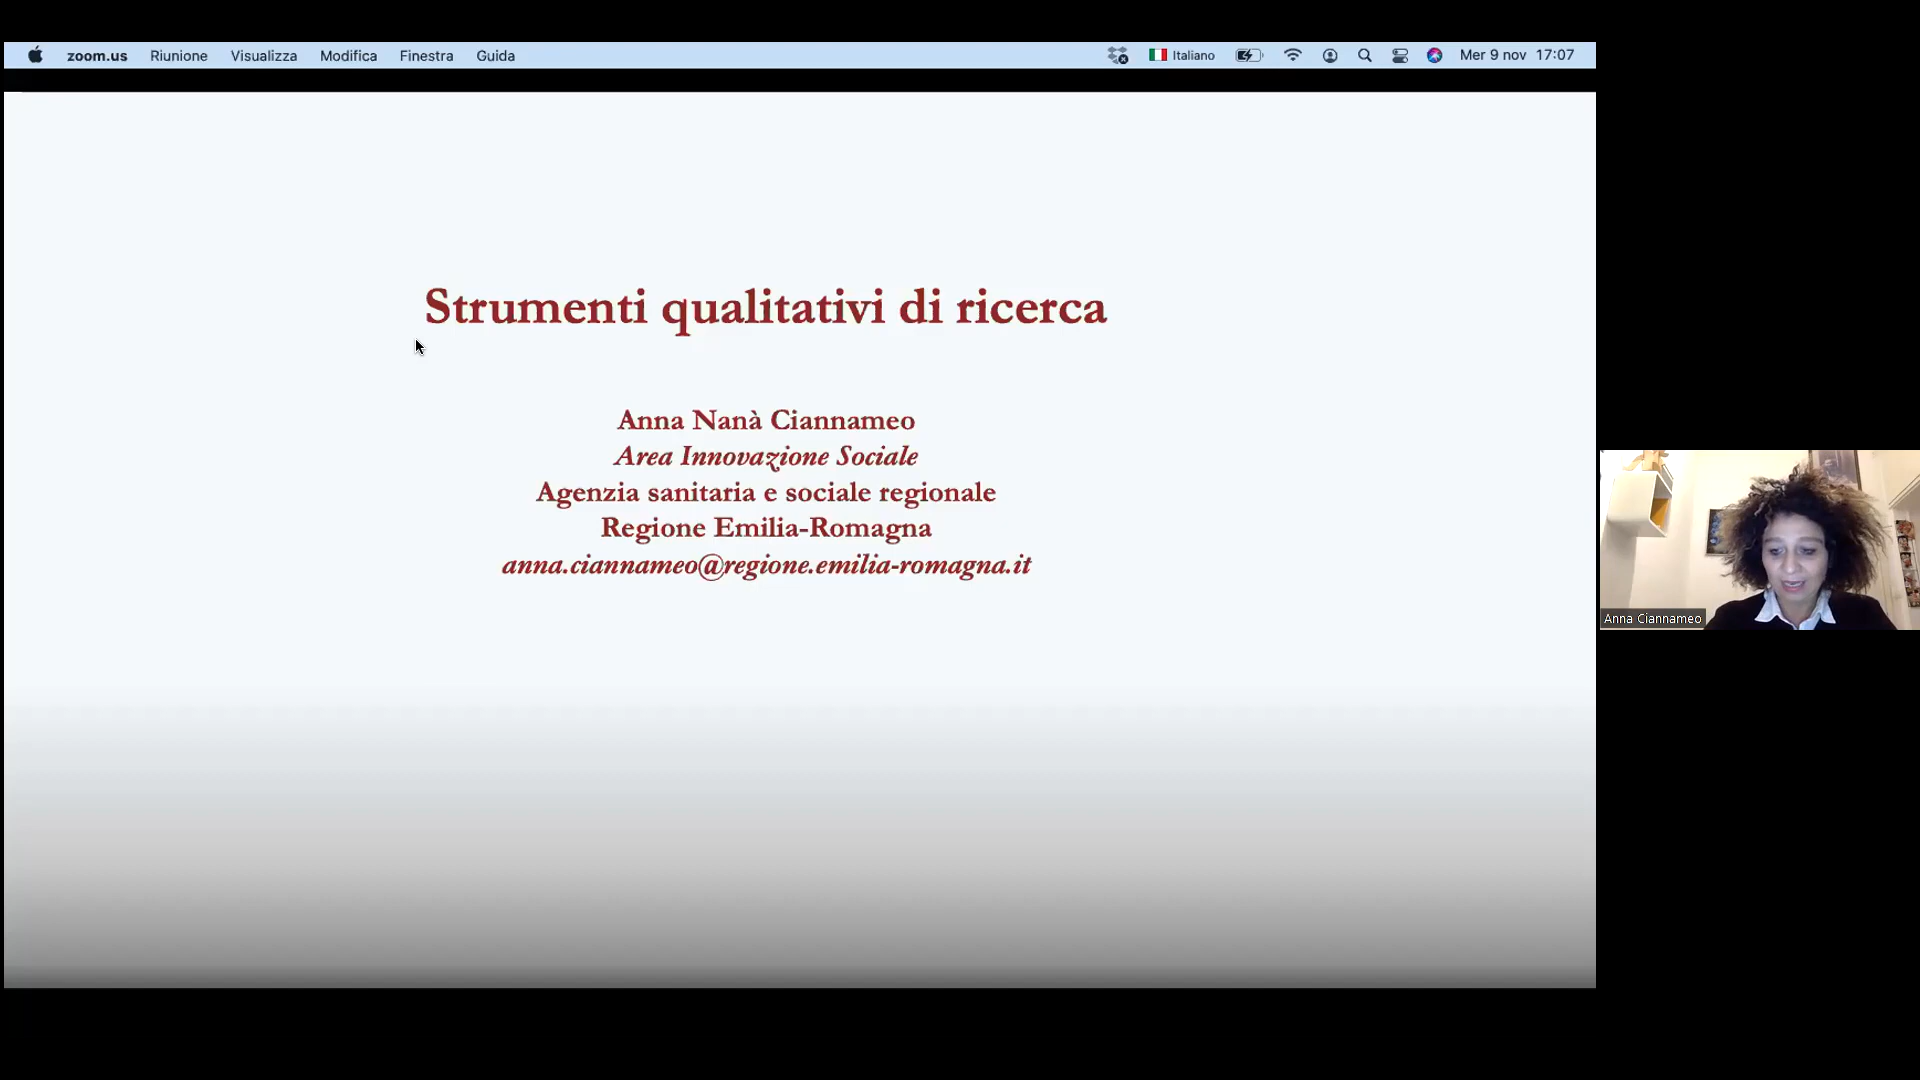 zoom.us Riunione Visualizza Modifica Finestra Guida Italiano Mer 9 nov 17:07
Strumenti qualitativi di ricerca
Anna Nanà Ciannameo
Area Innovazione Sociale
Agenzia sanitaria e sociale regionale
Regione Emilia-Romagna
anna.ciannameo@regione.emilia-romagna.it
Anna Ciannameo